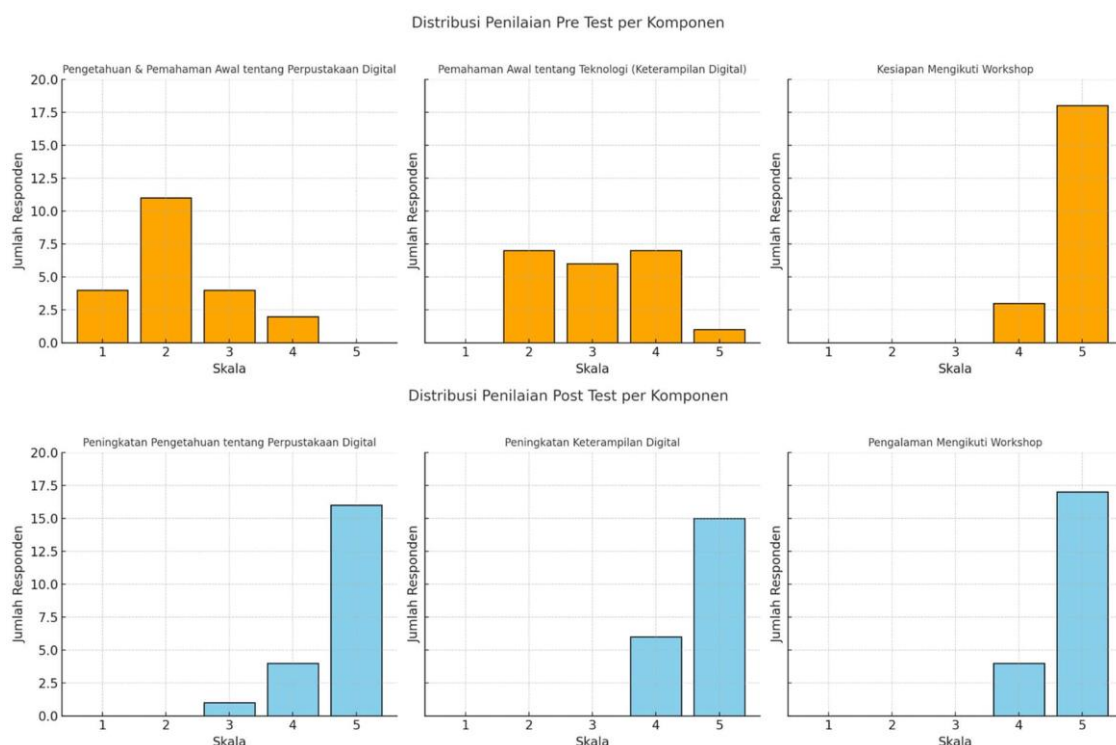 Distribusi Penilaian Pre Test per Komponen
Pengetahuan & Pemahaman Awal tentang Perpustakaan Digital
Pemahaman Awal tentang Teknologi (Keterampilan Digital)
Kesiapan Mengikuti Workshop
Jumlah Responden
20.0
17.5
15.0
12.5
10.0
7.5
5.0
2.5
0.0
1 2 3 4 5
Skala
Jumlah Responden
1 2 3 4 5
Skala
Jumlah Responden
1 2 3 4 5
Skala
Distribusi Penilaian Post Test per Komponen
Peningkatan Pengetahuan tentang Perpustakaan Digital
Peningkatan Keterampilan Digital
Pengalaman Mengikuti Workshop
Jumlah Responden
20.0
17.5
15.0
12.5
10.0
7.5
5.0
2.5
0.0
1 2 3 4 5
Skala
Jumlah Responden
1 2 3 4 5
Skala
Jumlah Responden
1 2 3 4 5
Skala